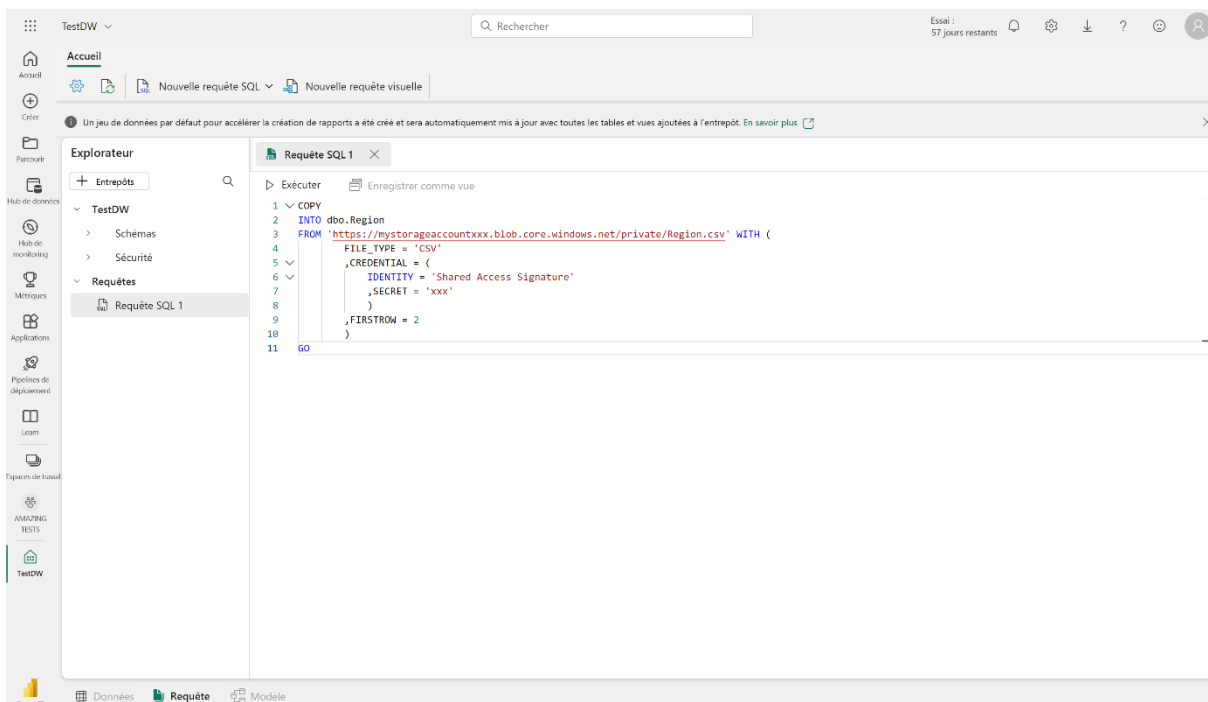 TestDW
Rechercher
Essai :
57 jours restants
Accueil
Créer
Parcourir
Hub de données
Hub de
monitoring
Métriques
Applications
Pipelines de
déploiement
Learn
Espaces de travail
AMAZING
TESTS
TestDW
Accueil
Nouvelle requête SQL
Nouvelle requête visuelle
Un jeu de données par défaut pour accélérer la création de rapports a été créé et sera automatiquement mis à jour avec toutes les tables et vues ajoutées à l'entrepôt. En savoir plus
Explorateur
+ Entrepôts
TestDW
Schémas
Sécurité
Requêtes
Requête SQL 1
Requête SQL 1
Exécuter
Enregistrer comme vue
1 COPY
2 INTO dbo.Region
3 FROM 'https://mystorageaccountxxx.blob.core.windows.net/private/Region.csv' WITH (
4 FILE_TYPE = 'CSV'
5 ,CREDENTIAL = (
6 IDENTITY = 'Shared Access Signature'
7 ,SECRET = 'xxx'
8 )
9 ,FIRSTROW = 2
10 )
11 GO
Données
Requête
Modèle